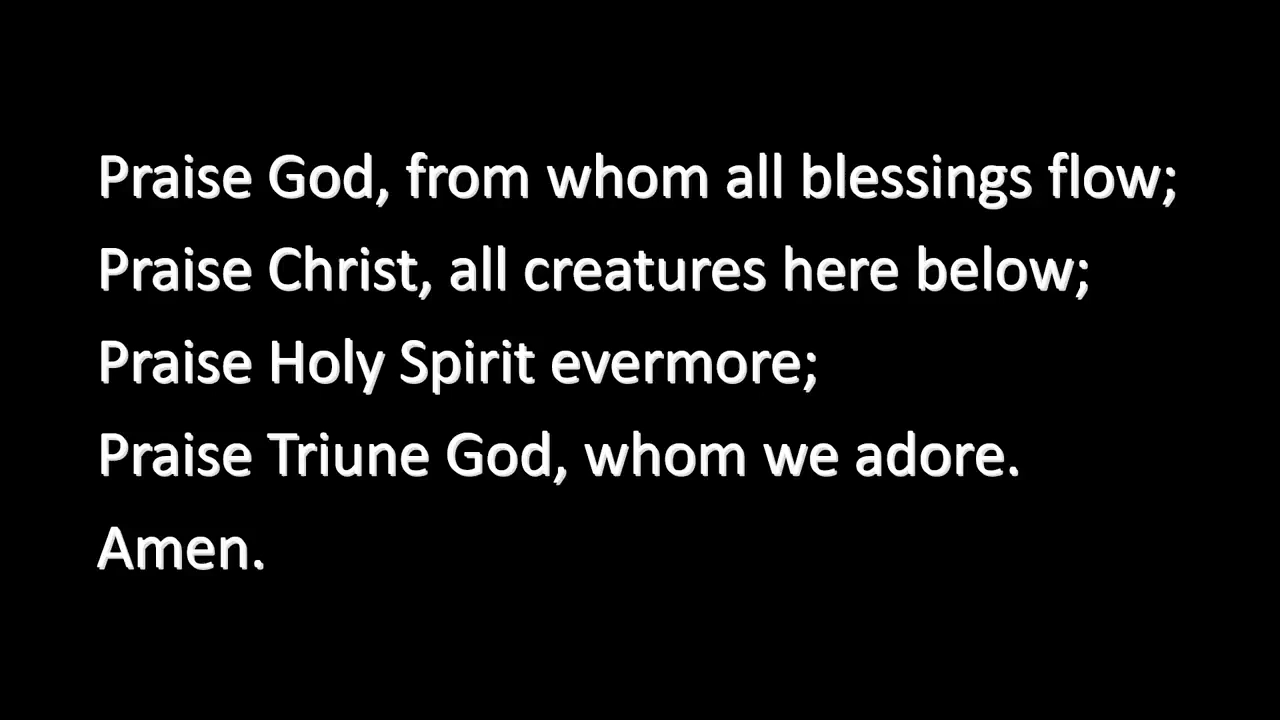 Praise God, from whom all blessings flow;
Praise Christ, all creatures here below;
Praise Holy Spirit evermore;
Praise Triune God, whom we adore.
Amen.